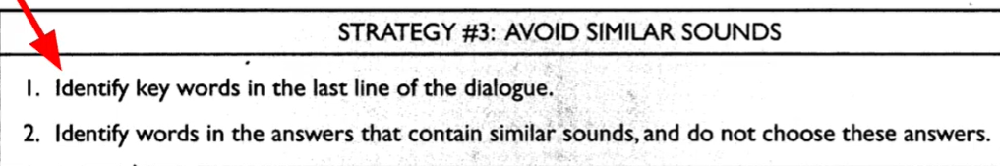 STRATEGY #3: AVOID SIMILAR SOUNDS
1. Identify key words in the last line of the dialogue.
2. Identify words in the answers that contain similar sounds, and do not choose these answers.